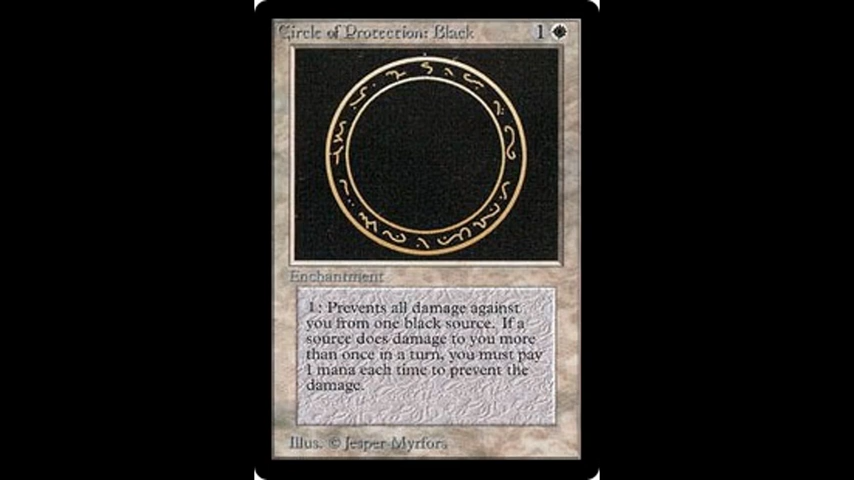 Circle of Protection: Black 1
Enchantment
1: Prevents all damage against
you from one black source. If a
source does damage to you more
than once in a turn, you must pay
1 mana each time to prevent the
damage.
Illus. © Jesper Myrfors